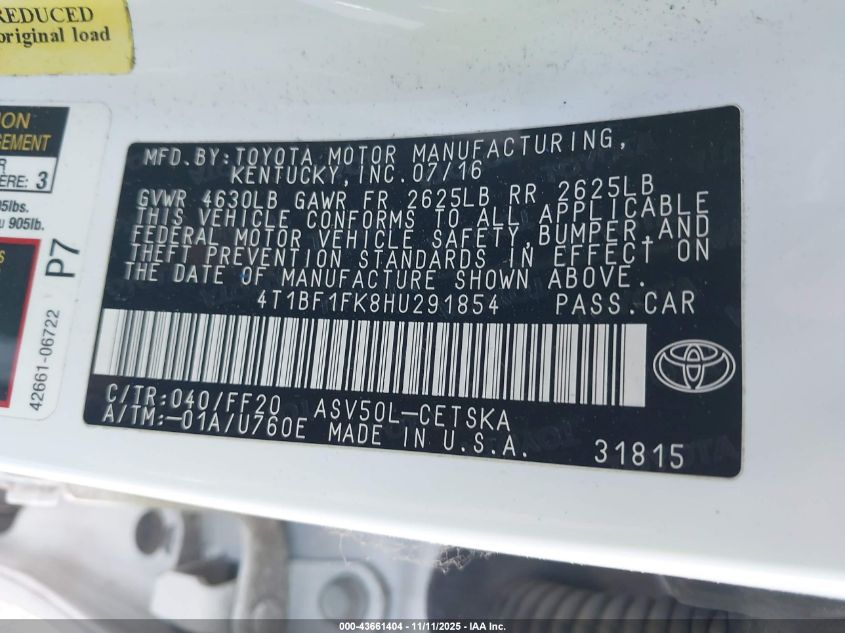 REDUCED
original load
ION
GEMENT
R
ERE: 3
5lbs.
905lb.
P7
42661-06722
MFD.BY:TOYOTA MOTOR MANUFACTURING,
KENTUCKY,INC.07/16
GVWR 4630LB GAWR FR 2625LB RR 2625LB
THIS VEHICLE CONFORMS TO ALL APPLICABLE
FEDERAL MOTOR VEHICLE SAFETY,BUMPER,AND
THEFT PREVENTION STANDARDS IN EFFECT ON
THE DATE OF MANUFACTURE SHOWN ABOVE.
4T1BF1FK8HU291854 PASS.CAR
C/TR:040/FF20 ASV50L-CETSKA
A/TM:-01A/U760E MADE IN U.S.A.
31815
000-43661404 - 11/11/2025 - IAA Inc.